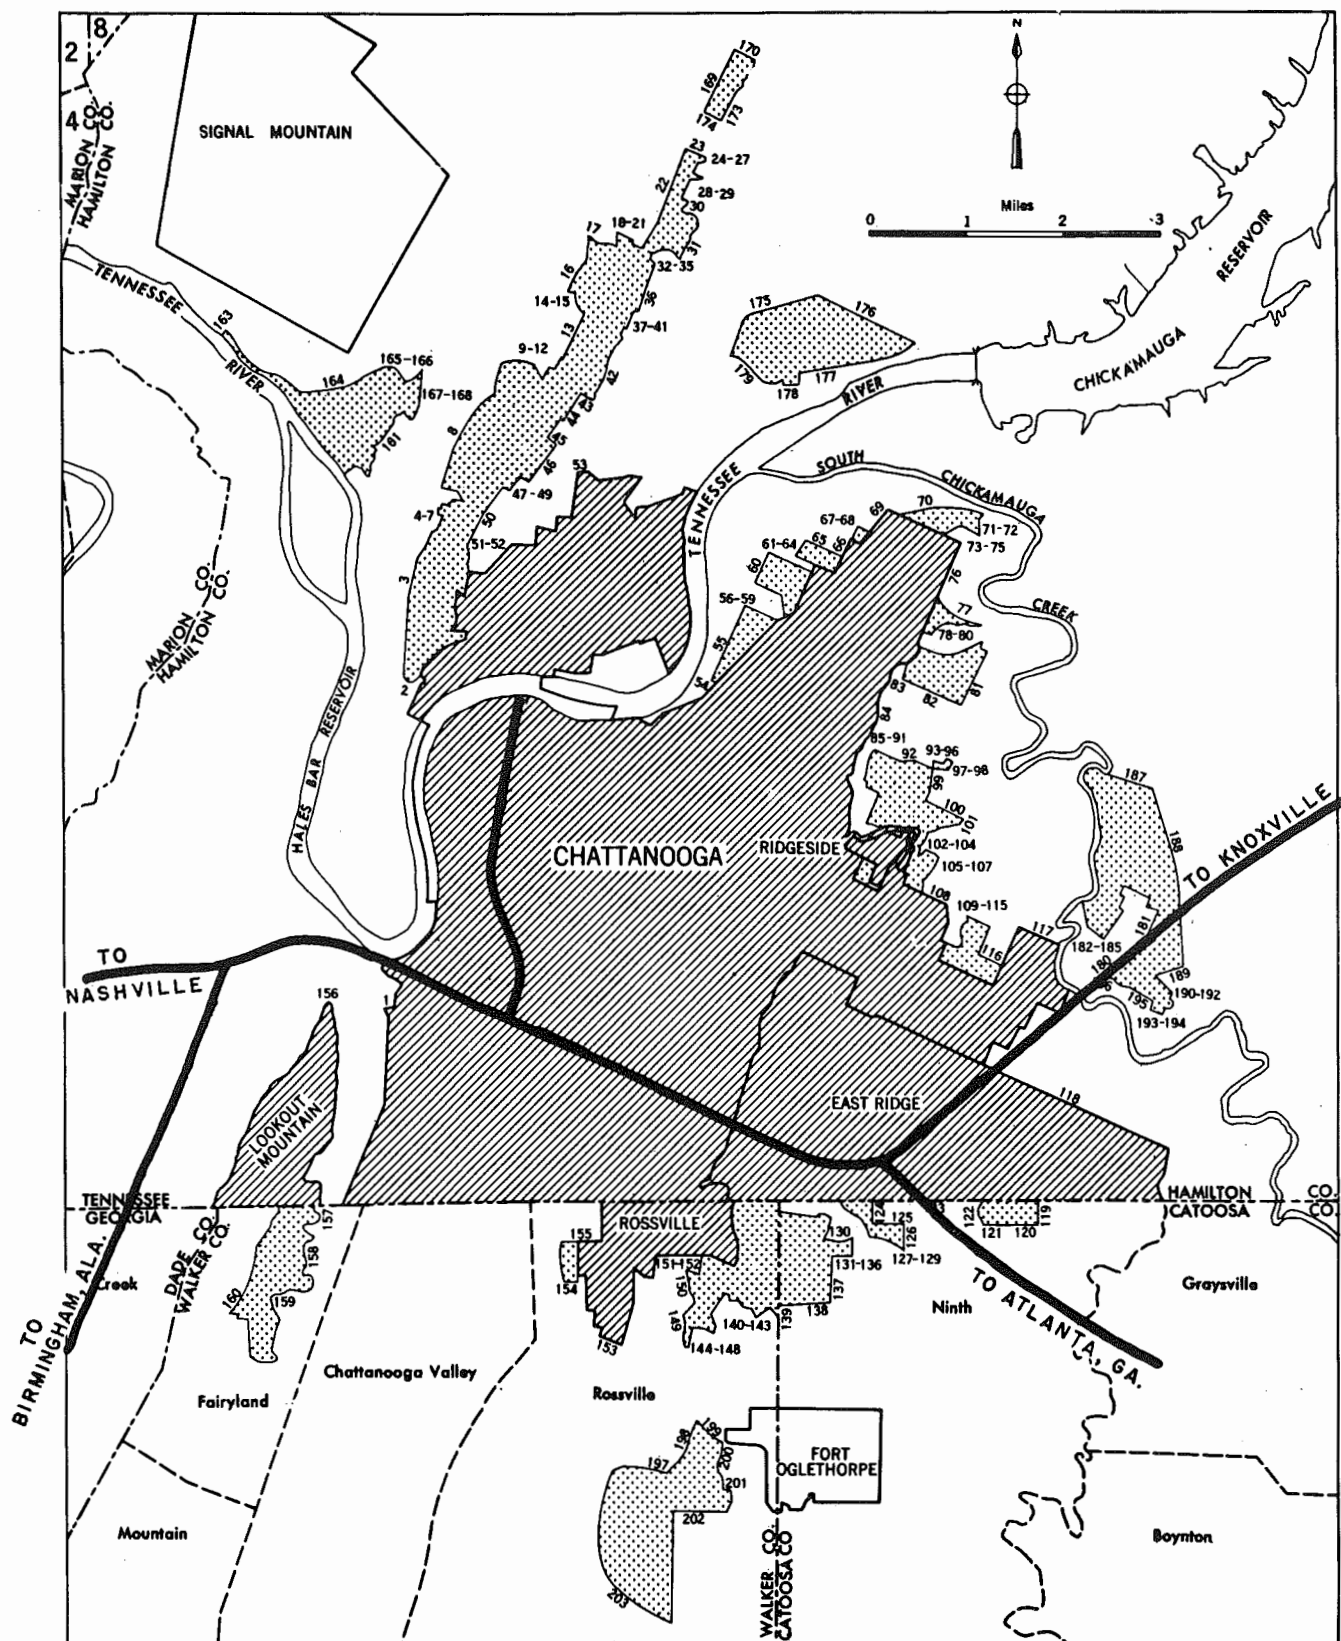 8
2
4
MARION CO.
HAMILTON CO.
SIGNAL MOUNTAIN
170
169
173
174
23
24-27
22
28-29
30
31
N
Miles
0 1 2 3
17
18-21
32-35
16
36
14-15
13
37-41
9-12
42
43
44
45
46
8
47-49
53
50
4-7
51-52
3
2
TENNESSEE
RIVER
163
164
165-166
167-168
181
175
176
177
178
179
RESERVOIR
CHICKAMAUGA
RIVER
TENNESSEE
SOUTH
CHICKAMAUGA
CREEK
67-68
69
70
71-72
73-75
65
66
61-64
60
56-59
55
54
76
77
78-80
81
82
83
84
85-91
92
93-96
97-98
99
100
101
102-104
105-107
108
109-115
116
117
MARION CO.
HAMILTON CO.
HALES BAR RESERVOIR
CHATTANOOGA
RIDGESIDE
187
188
TO KNOXVILLE
181
182-185
180
189
190-192
195
193-194
TO
NASHVILLE
156
1
LOOKOUT
MOUNTAIN
EAST RIDGE
118
TENNESSEE
GEORGIA
HAMILTON CO.
CATOOSA CO.
DADE CO.
WALKER CO.
157
158
159
160
155
154
ROSSVILLE
151-152
150
149
153
144-148
140-143
139
138
137
130
131-136
124
125
126
127-129
122
121
120
119
Creek
TO
BIRMINGHAM, ALA.
TO ATLANTA, GA.
Graysville
Ninth
Chattanooga Valley
Fairyland
Rossville
Mountain
Boynton
FORT
OGLETHORPE
199
198
200
197
201
202
203
WALKER CO.
CATOOSA CO